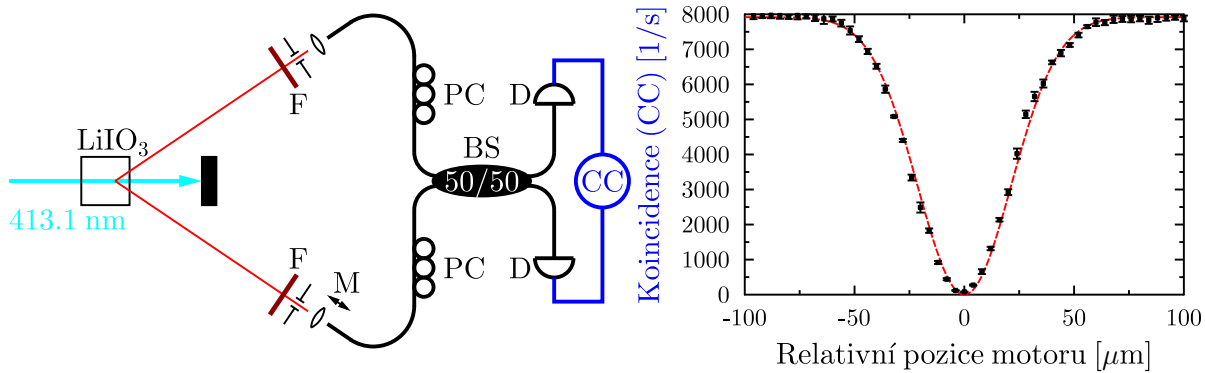 F
PC
D
LiIO₃
BS
50/50
CC
413.1 nm
F
M
PC
D
Koincidence (CC) [1/s]
8000
7000
6000
5000
4000
3000
2000
1000
0
-100
-50
0
50
100
Relativní pozice motoru [μm]